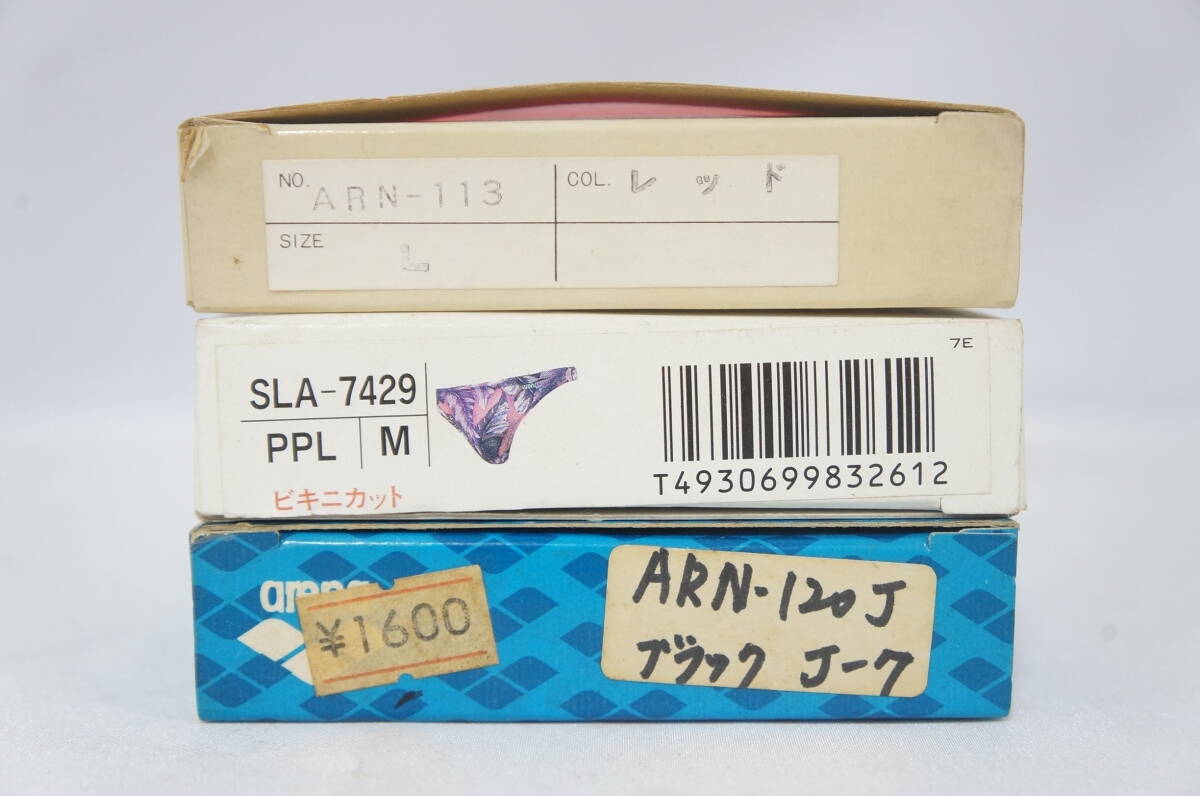 NO. ARN-113
COL. レッド
SIZE L
7E
SLA-7429
PPL M
ビキニカット
T4930699832612
arena
¥1600
ARN-120J
ブラック J-7